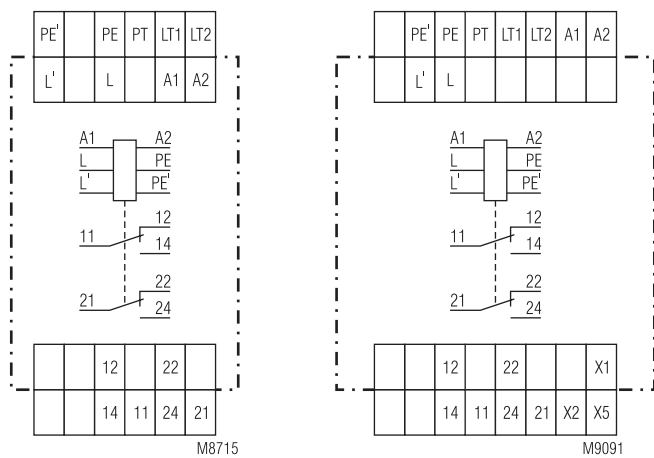 PE' PE PT LT1 LT2
L' L A1 A2
A1 A2
L PE
L' PE'
12
11 14
22
21 24
12 22
14 11 24 21
M8715
PE' PE PT LT1 LT2 A1 A2
L' L
A1 A2
L PE
L' PE'
12
11 14
22
21 24
12 22 X1
14 11 24 21 X2 X5
M9091